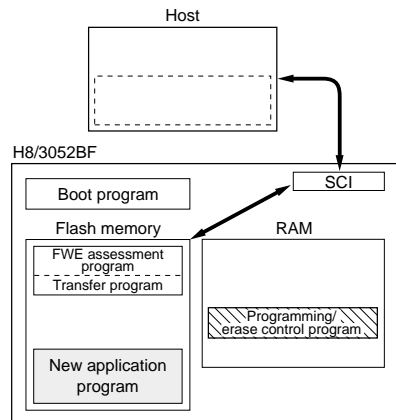 Host
H8/3052BF
SCI
Boot program
Flash memory
RAM
FWE assessment
program
Transfer program
Programming/
erase control program
New application
program